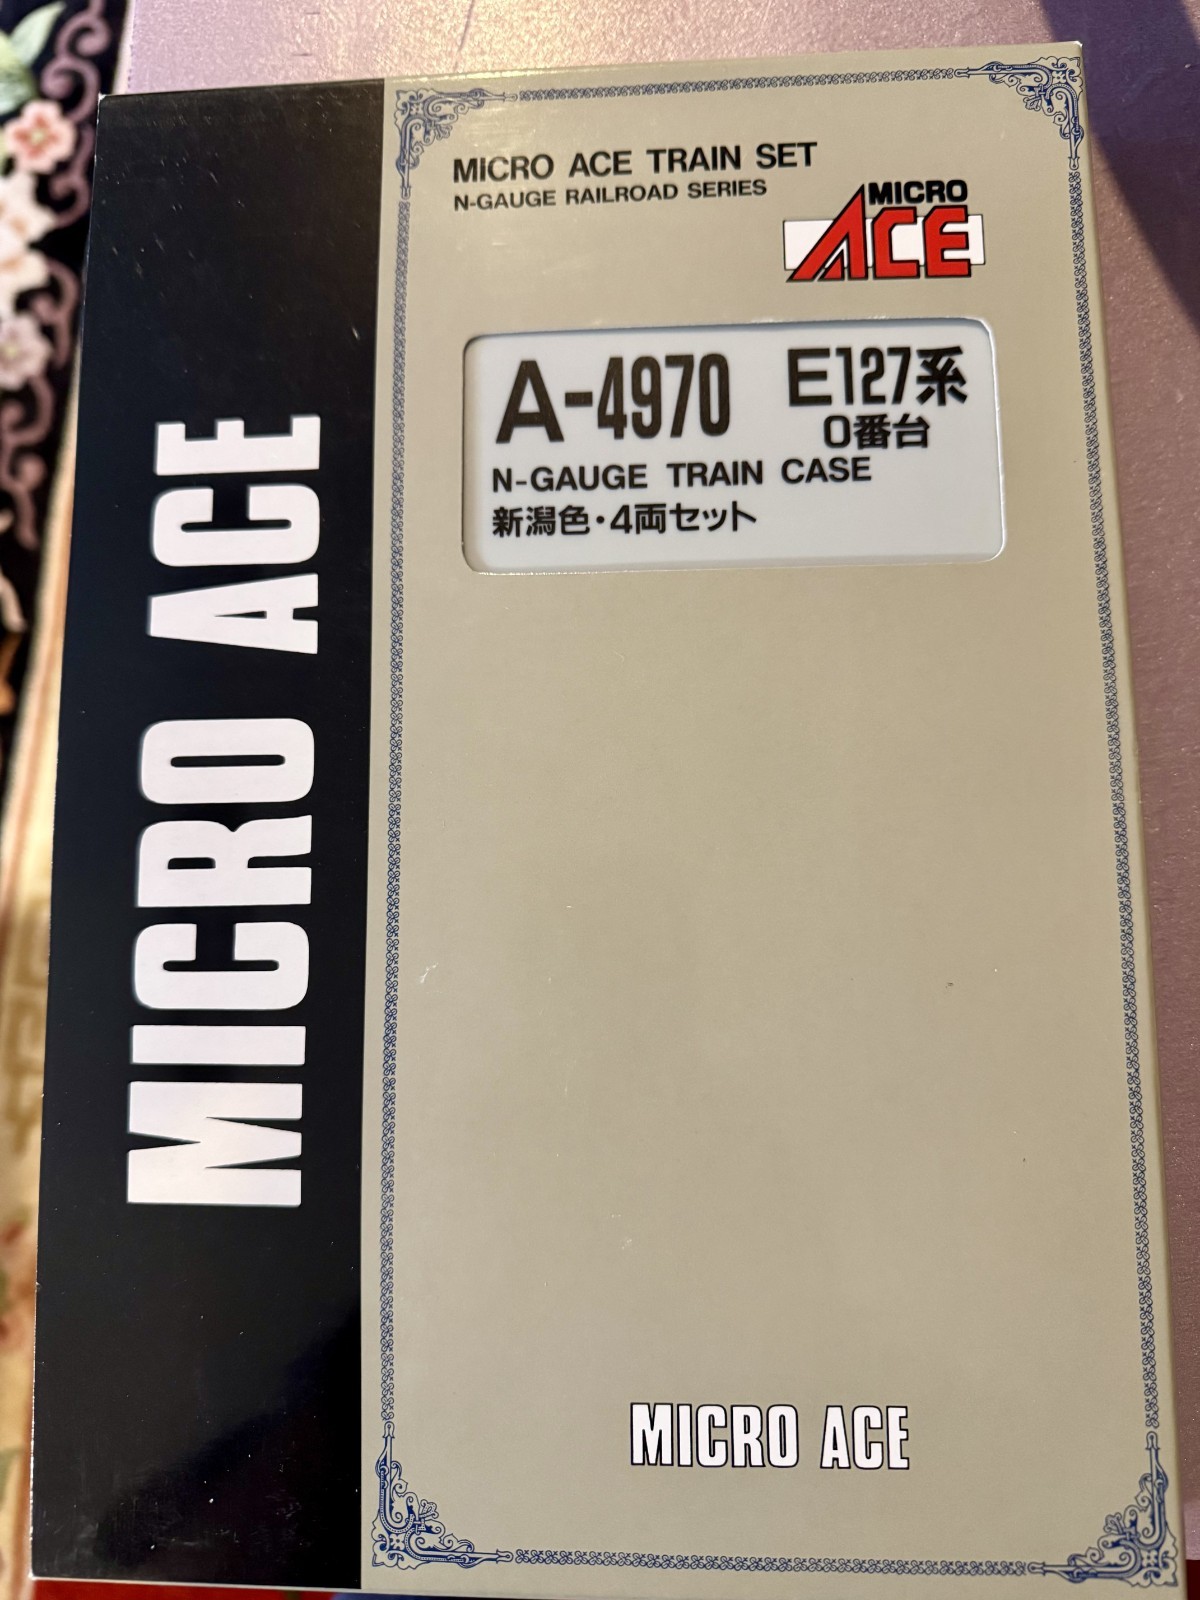 MICRO ACE
MICRO ACE TRAIN SET
N-GAUGE RAILROAD SERIES
MICRO
ACE
A-4970 E127系
0番台
N-GAUGE TRAIN CASE
新潟色・4両セット
MICRO ACE